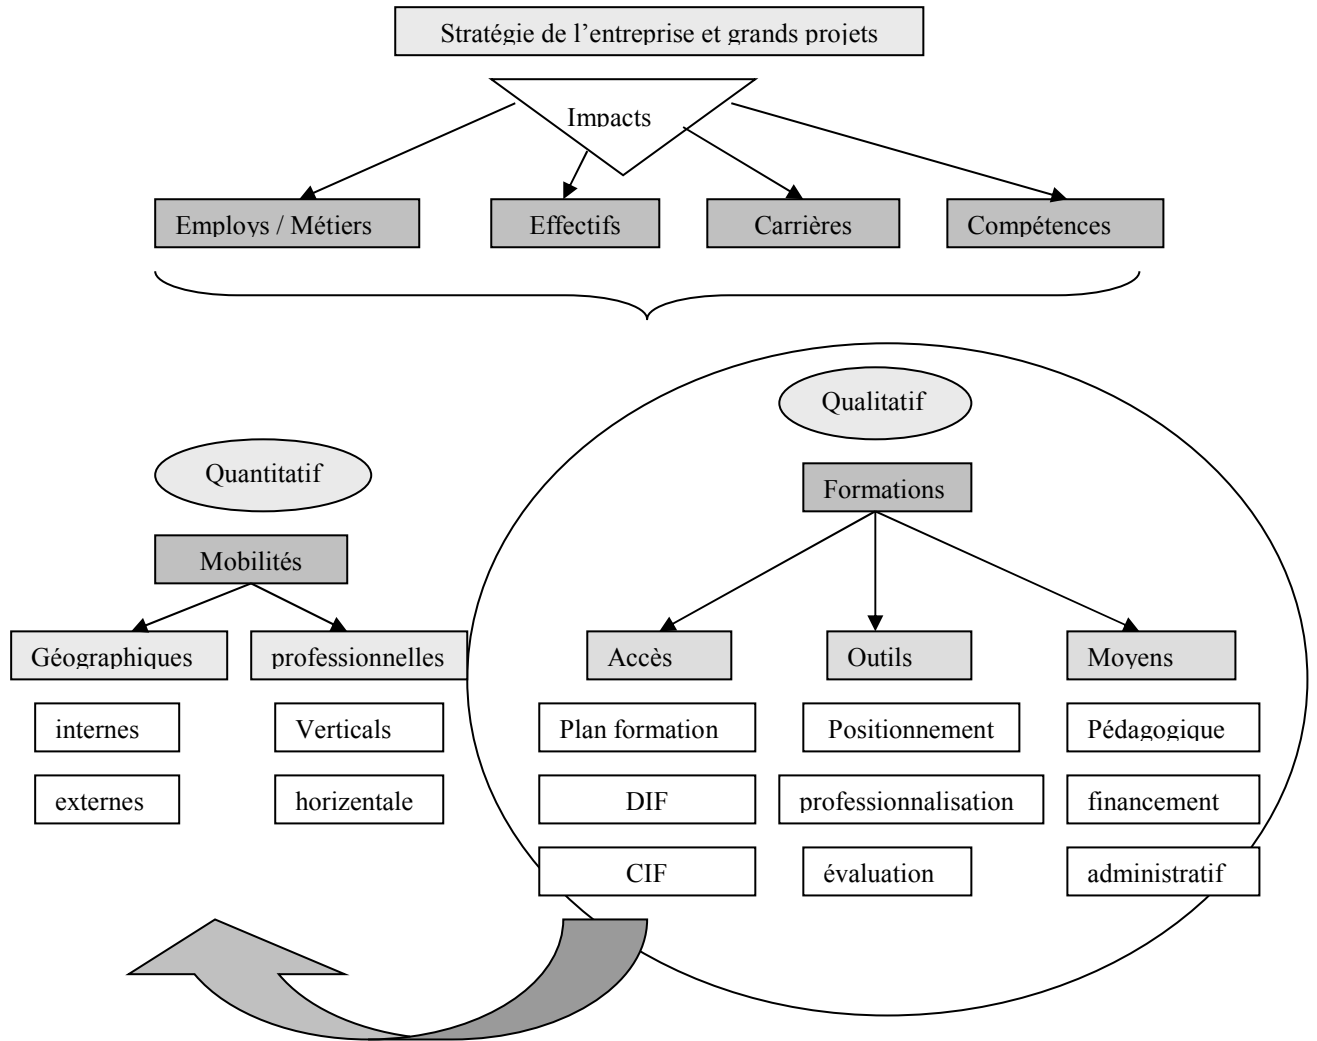 Stratégie de l’entreprise et grands projets
Impacts
Employs / Métiers
Effectifs
Carrières
Compétences
Qualitatif
Quantitatif
Formations
Mobilités
Géographiques
professionnelles
Accès
Outils
Moyens
internes
Verticals
Plan formation
Positionnement
Pédagogique
externes
horizentale
DIF
professionnalisation
financement
CIF
évaluation
administratif